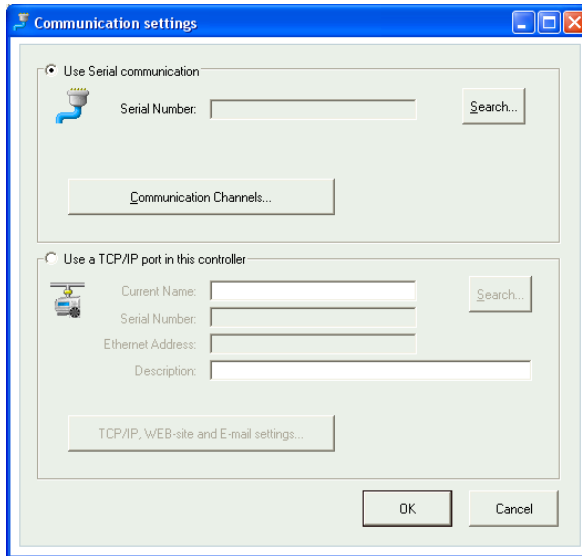 Communication settings
Use Serial communication
Serial Number:
Search...
Communication Channels...
Use a TCP/IP port in this controller
Current Name:
Search...
Serial Number:
Ethernet Address:
Description:
TCP/IP, WEB-site and E-mail settings...
OK
Cancel